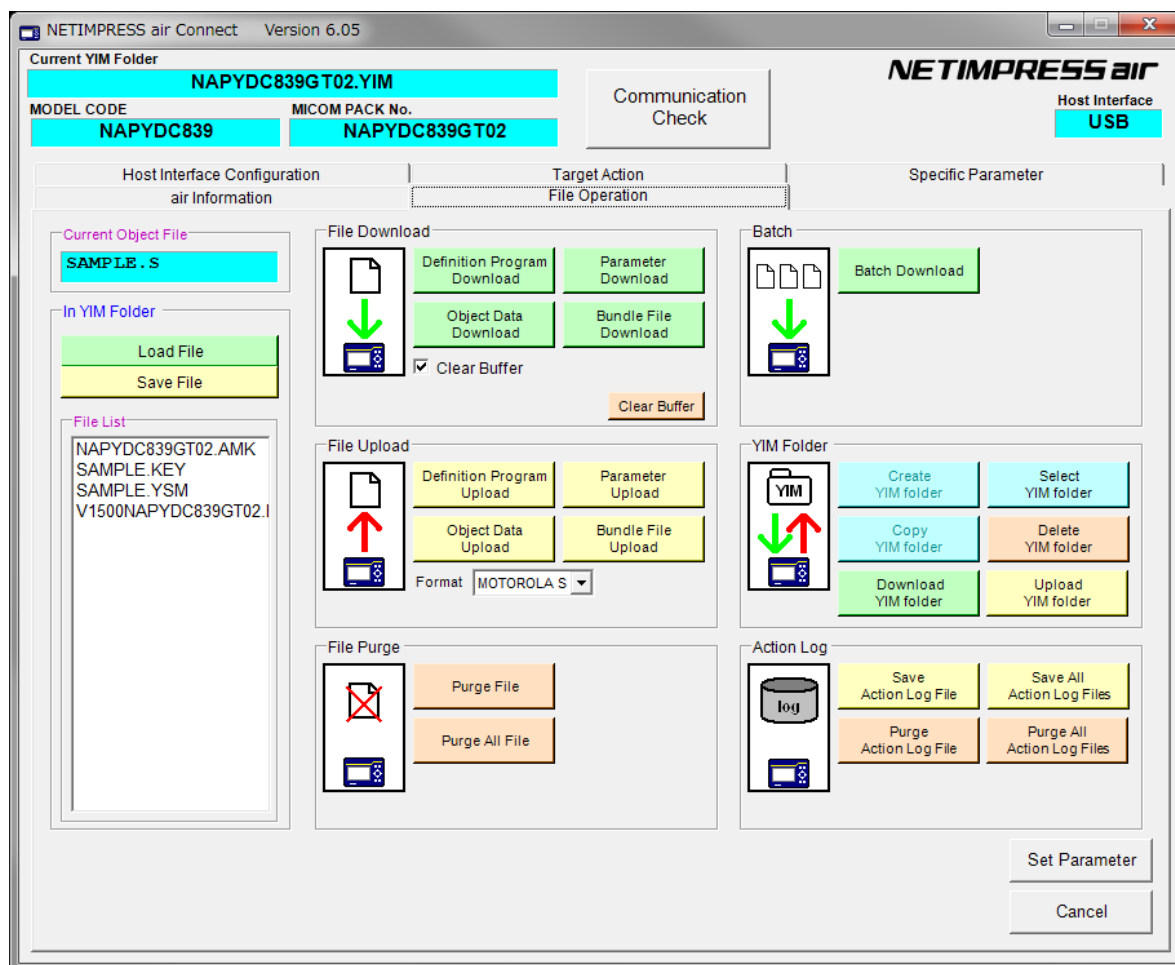 NETIMPRESS air Connect Version 6.05
Current YIM Folder
NAPYDC839GT02.YIM
MODEL CODE
MICOM PACK No.
NAPYDC839
NAPYDC839GT02
Communication
Check
NETIMPRESS air
Host Interface
USB
Host Interface Configuration
Target Action
Specific Parameter
air Information
File Operation
Current Object File
SAMPLE.S
In YIM Folder
Load File
Save File
File List
NAPYDC839GT02.AMK
SAMPLE.KEY
SAMPLE.YSM
V1500NAPYDC839GT02.
File Download
Definition Program
Download
Parameter
Download
Object Data
Download
Bundle File
Download
Clear Buffer
Clear Buffer
Batch
Batch Download
File Upload
Definition Program
Upload
Parameter
Upload
Object Data
Upload
Bundle File
Upload
Format MOTOROLA S
YIM Folder
YIM
Create
YIM folder
Select
YIM folder
Copy
YIM folder
Delete
YIM folder
Download
YIM folder
Upload
YIM folder
File Purge
Purge File
Purge All File
Action Log
log
Save
Action Log File
Save All
Action Log Files
Purge
Action Log File
Purge All
Action Log Files
Set Parameter
Cancel